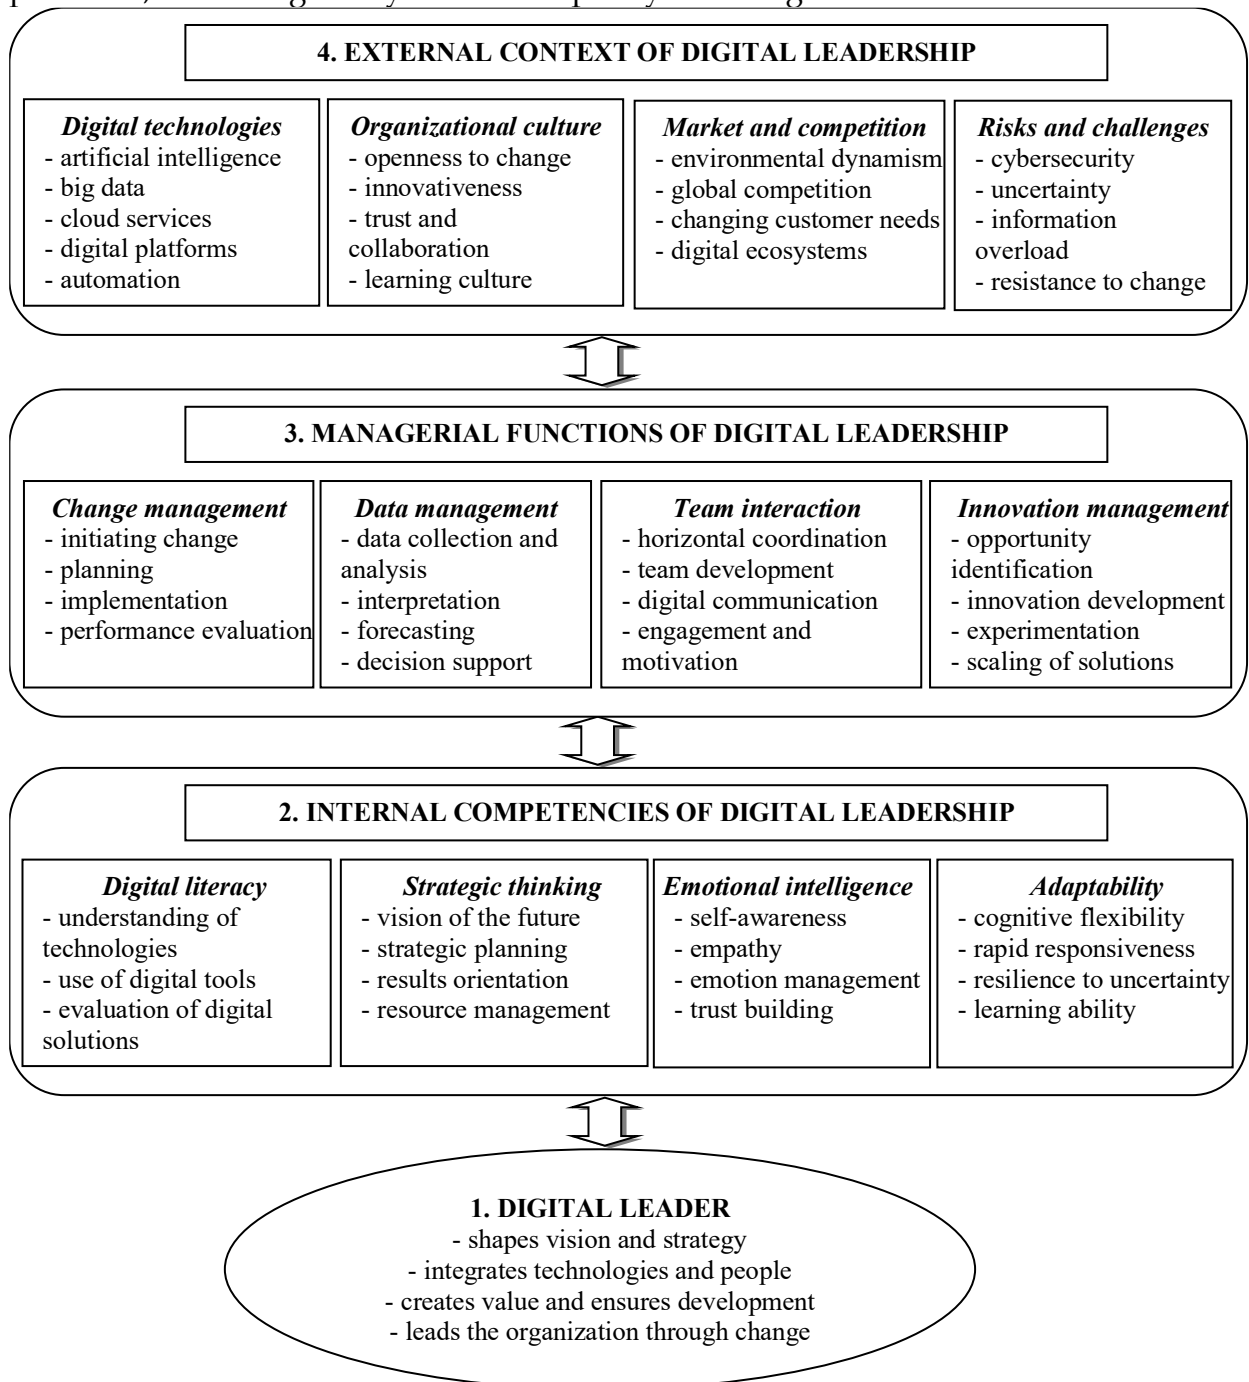 4. EXTERNAL CONTEXT OF DIGITAL LEADERSHIP
Digital technologies
- artificial intelligence
- big data
- cloud services
- digital platforms
- automation
Organizational culture
- openness to change
- innovativeness
- trust and
collaboration
- learning culture
Market and competition
- environmental dynamism
- global competition
- changing customer needs
- digital ecosystems
Risks and challenges
- cybersecurity
- uncertainty
- information
overload
- resistance to change
3. MANAGERIAL FUNCTIONS OF DIGITAL LEADERSHIP
Change management
- initiating change
- planning
- implementation
- performance evaluation
Data management
- data collection and
analysis
- interpretation
- forecasting
- decision support
Team interaction
- horizontal coordination
- team development
- digital communication
- engagement and
motivation
Innovation management
- opportunity
identification
- innovation development
- experimentation
- scaling of solutions
2. INTERNAL COMPETENCIES OF DIGITAL LEADERSHIP
Digital literacy
- understanding of
technologies
- use of digital tools
- evaluation of digital
solutions
Strategic thinking
- vision of the future
- strategic planning
- results orientation
- resource management
Emotional intelligence
- self-awareness
- empathy
- emotion management
- trust building
Adaptability
- cognitive flexibility
- rapid responsiveness
- resilience to uncertainty
- learning ability
1. DIGITAL LEADER
- shapes vision and strategy
- integrates technologies and people
- creates value and ensures development
- leads the organization through change